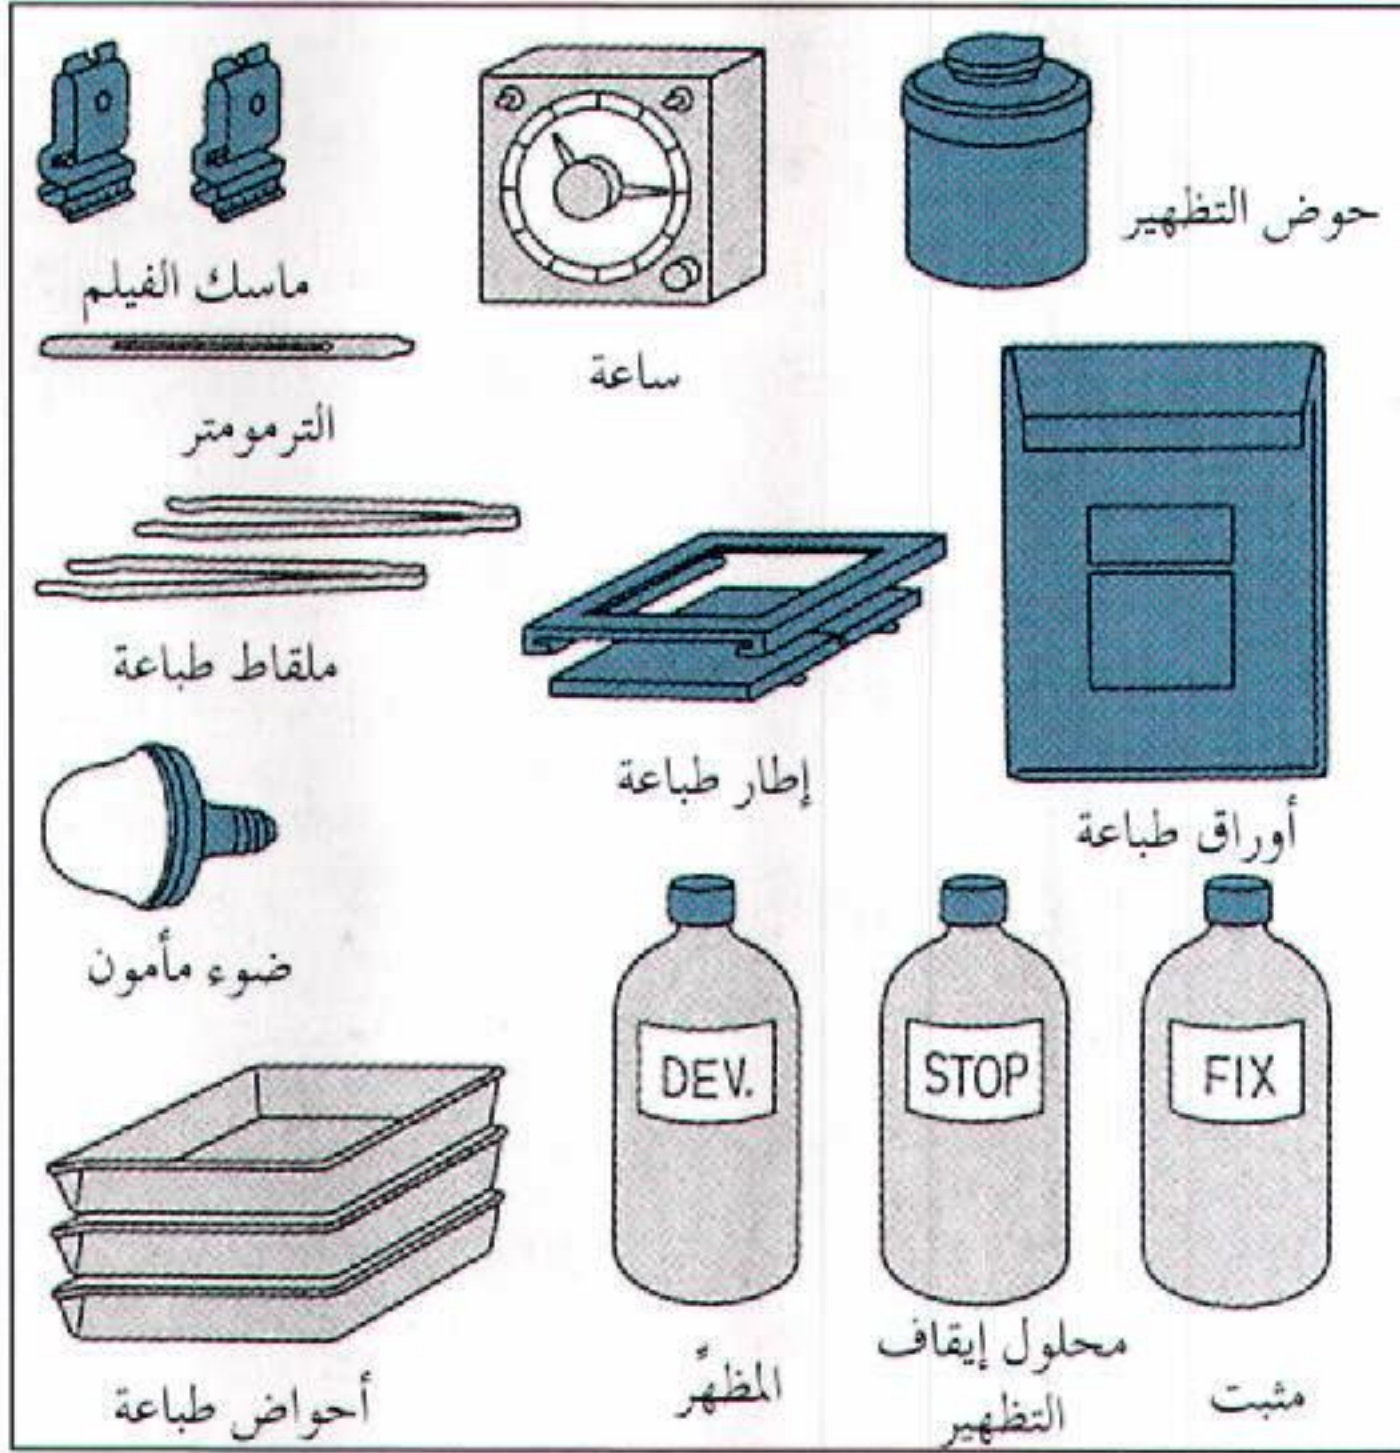 حوض التظهير
ماسك الفيلم
ساعة
الترمومتر
ملقاط طباعة
إطار طباعة
أوراق طباعة
ضوء مأمون
DEV.
STOP
FIX
أحواض طباعة
المظهِّر
محلول إيقاف
التظهير
مثبت